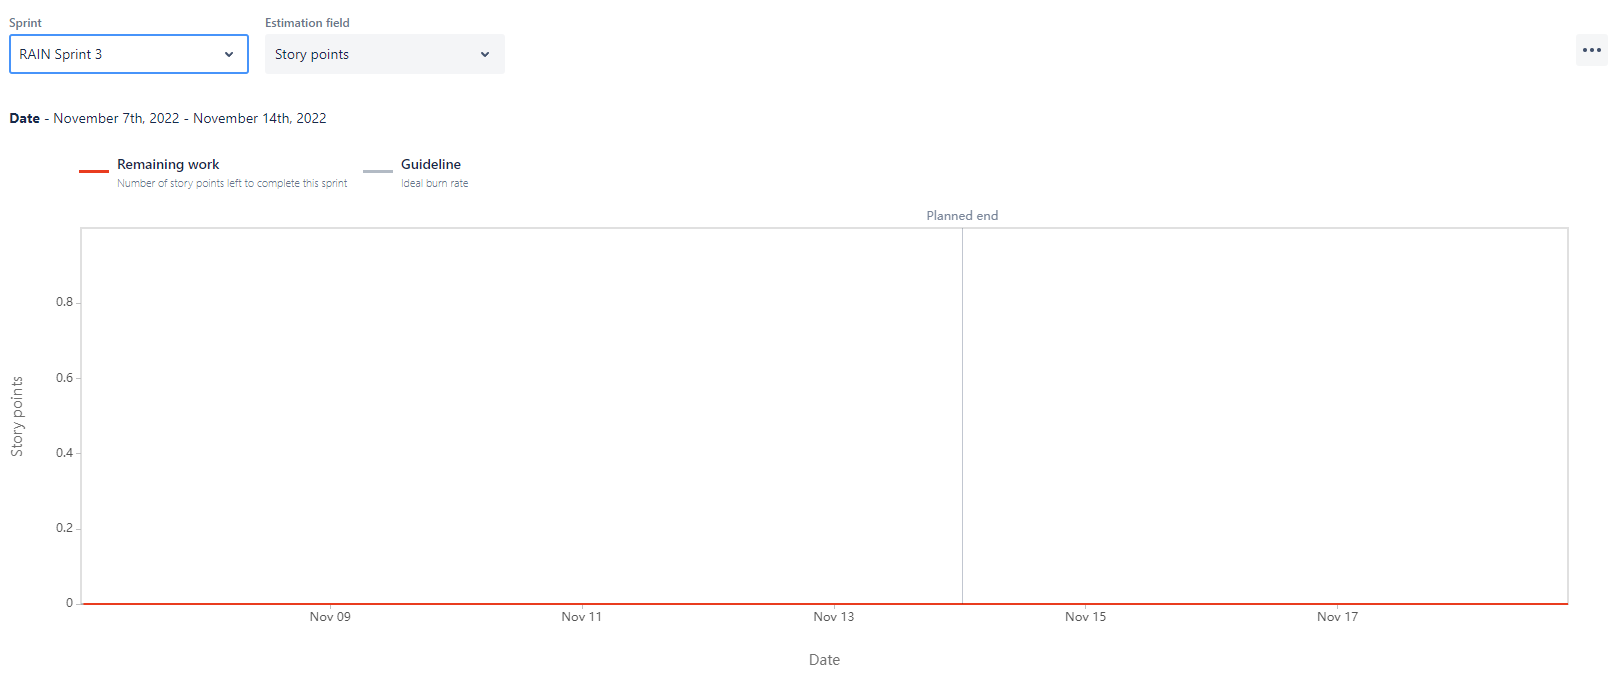 Sprint
Estimation field
RAIN Sprint 3
Story points
Date - November 7th, 2022 - November 14th, 2022
Remaining work
Number of story points left to complete this sprint
Guideline
Ideal burn rate
Planned end
Story points
0.8
0.6
0.4
0.2
0
Nov 09
Nov 11
Nov 13
Nov 15
Nov 17
Date